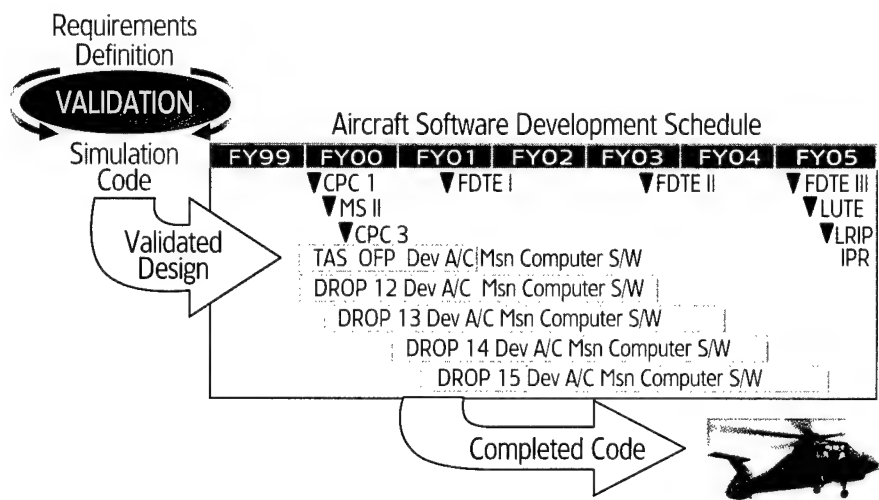 Requirements
Definition
VALIDATION
Simulation
Code
Validated
Design
Aircraft Software Development Schedule
FY99 FY00 FY01 FY02 FY03 FY04 FY05
CPC 1 FDTE I FDTE II FDTE III
MS II LUTE
CPC 3 LRIP
IPR
TAS OFP Dev A/C Msn Computer S/W
DROP 12 Dev A/C Msn Computer S/W
DROP 13 Dev A/C Msn Computer S/W
DROP 14 Dev A/C Msn Computer S/W
DROP 15 Dev A/C Msn Computer S/W
Completed Code